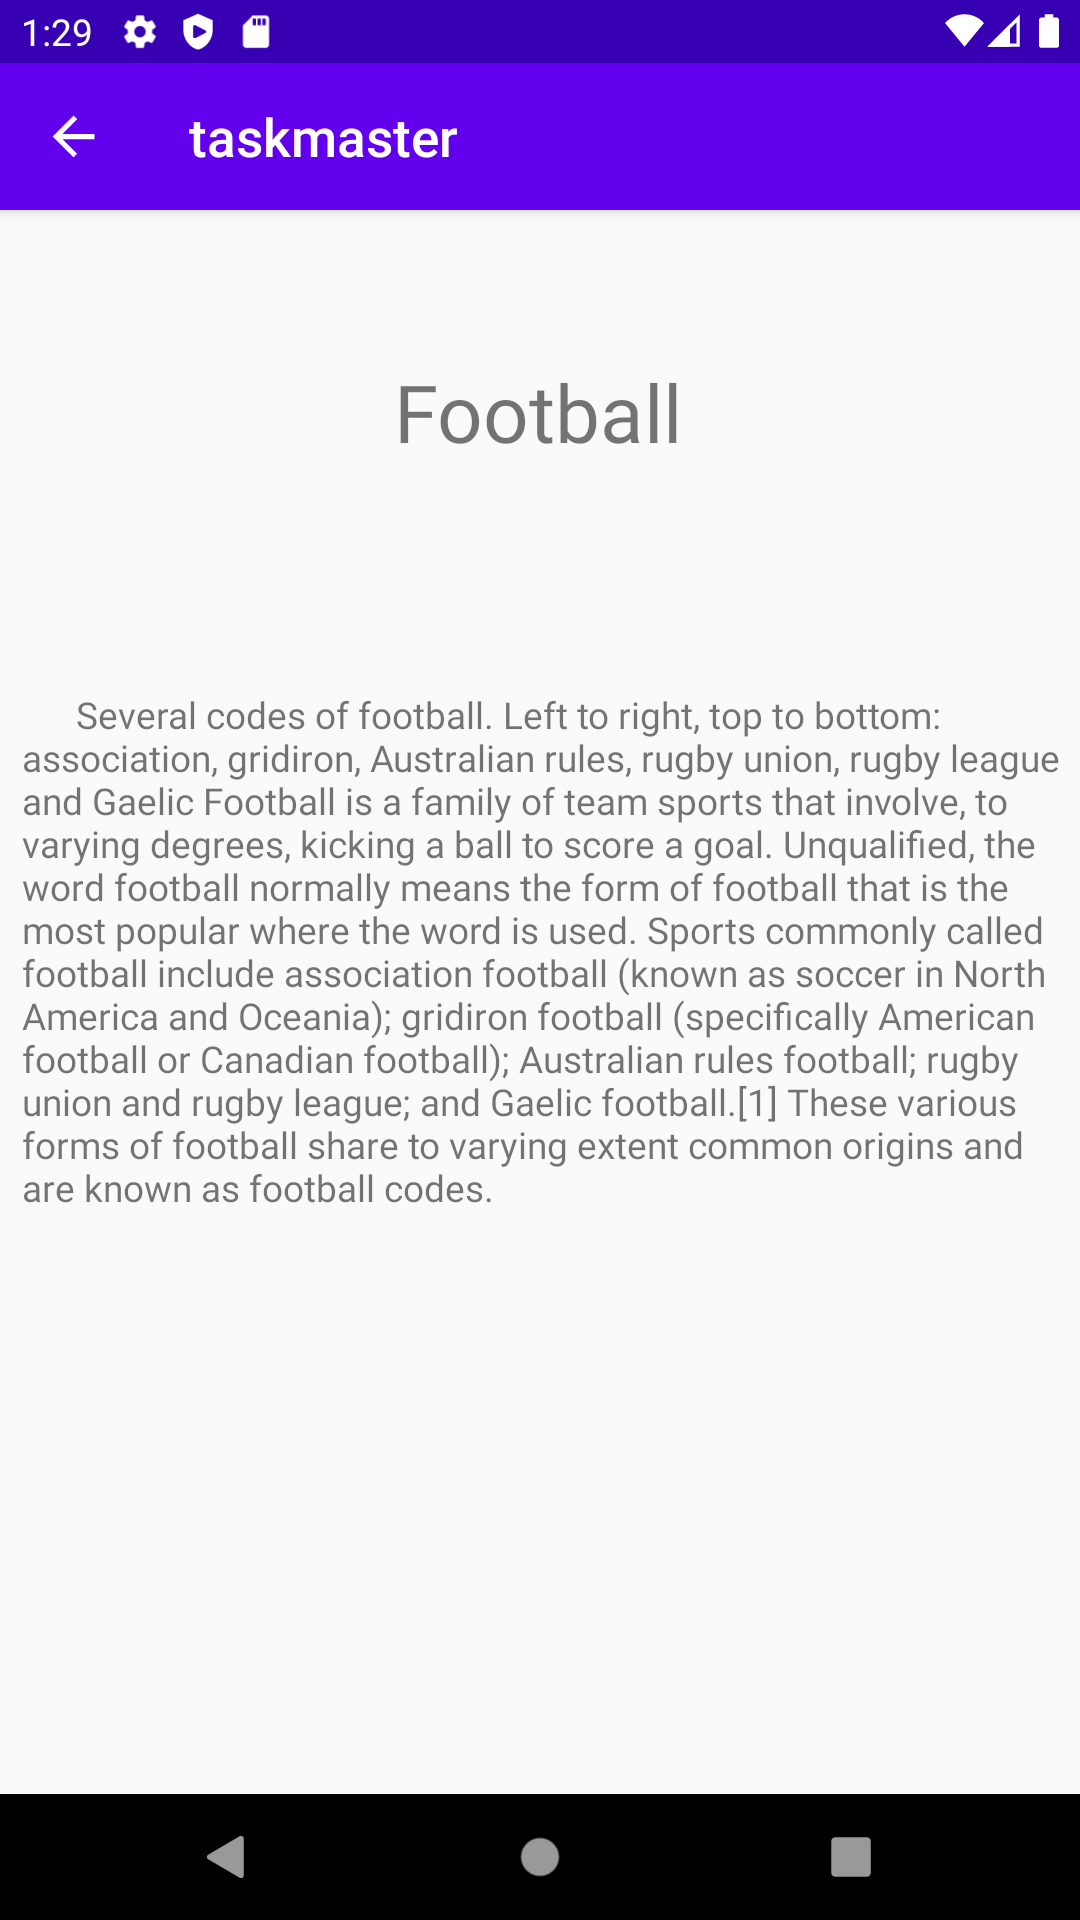 1:29
taskmaster
Football
Several codes of football. Left to right, top to bottom:
association, gridiron, Australian rules, rugby union, rugby league
and Gaelic Football is a family of team sports that involve, to
varying degrees, kicking a ball to score a goal. Unqualified, the
word football normally means the form of football that is the
most popular where the word is used. Sports commonly called
football include association football (known as soccer in North
America and Oceania); gridiron football (specifically American
football or Canadian football); Australian rules football; rugby
union and rugby league; and Gaelic football.[1] These various
forms of football share to varying extent common origins and
are known as football codes.